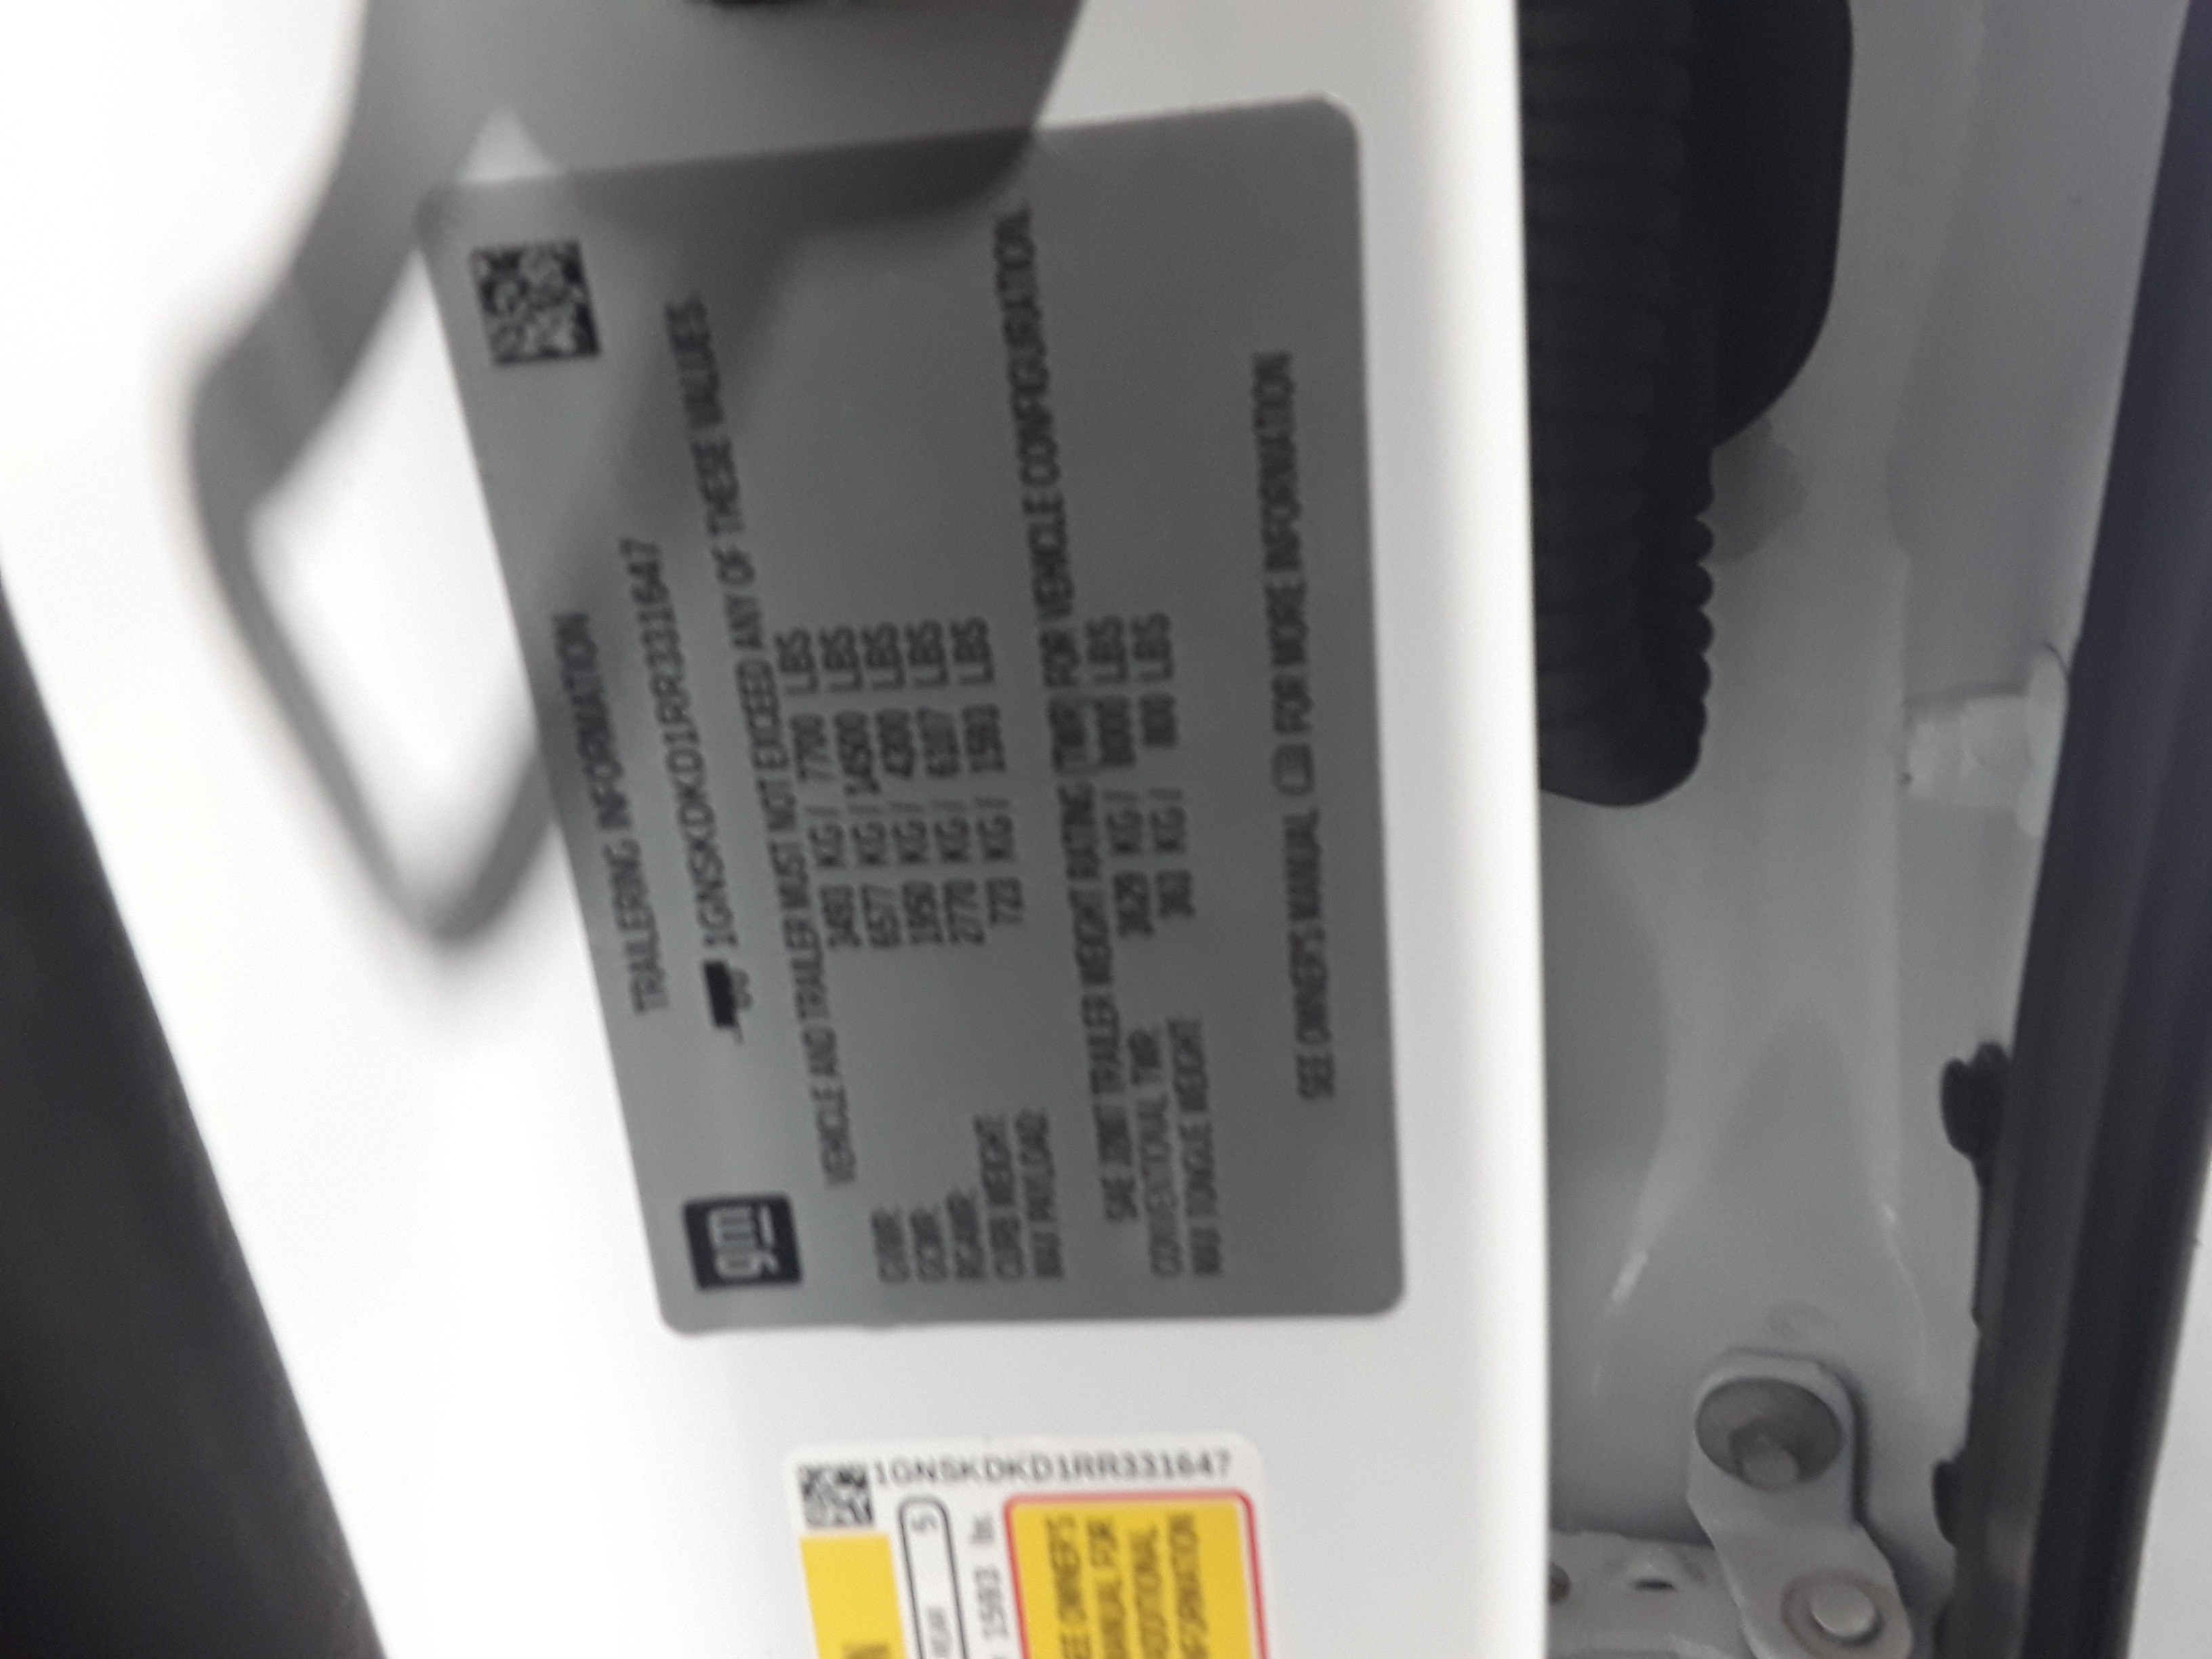 gm
TRAILERING INFORMATION
1GNSKDKD1RR331647
VEHICLE AND TRAILER MUST NOT EXCEED ANY OF THESE VALUES
GVWR: 3493 KG / 7700 LBS
GCWR: 6577 KG / 14500 LBS
RGAWR: 1950 KG / 4300 LBS
CURB WEIGHT: 2770 KG / 6107 LBS
MAX PAYLOAD: 723 KG / 1593 LBS
SAE J2807 TRAILER WEIGHT RATING (TWR) FOR VEHICLE CONFIGURATION
CONVENTIONAL TWR: 3629 KG / 8000 LBS
MAX TONGUE WEIGHT: 363 KG / 800 LBS
SEE OWNER'S MANUAL FOR MORE INFORMATION
1GNSKDKD1RR331647
REAR 5
1593 lbs.
SEE OWNER'S
MANUAL FOR
ADDITIONAL
INFORMATION